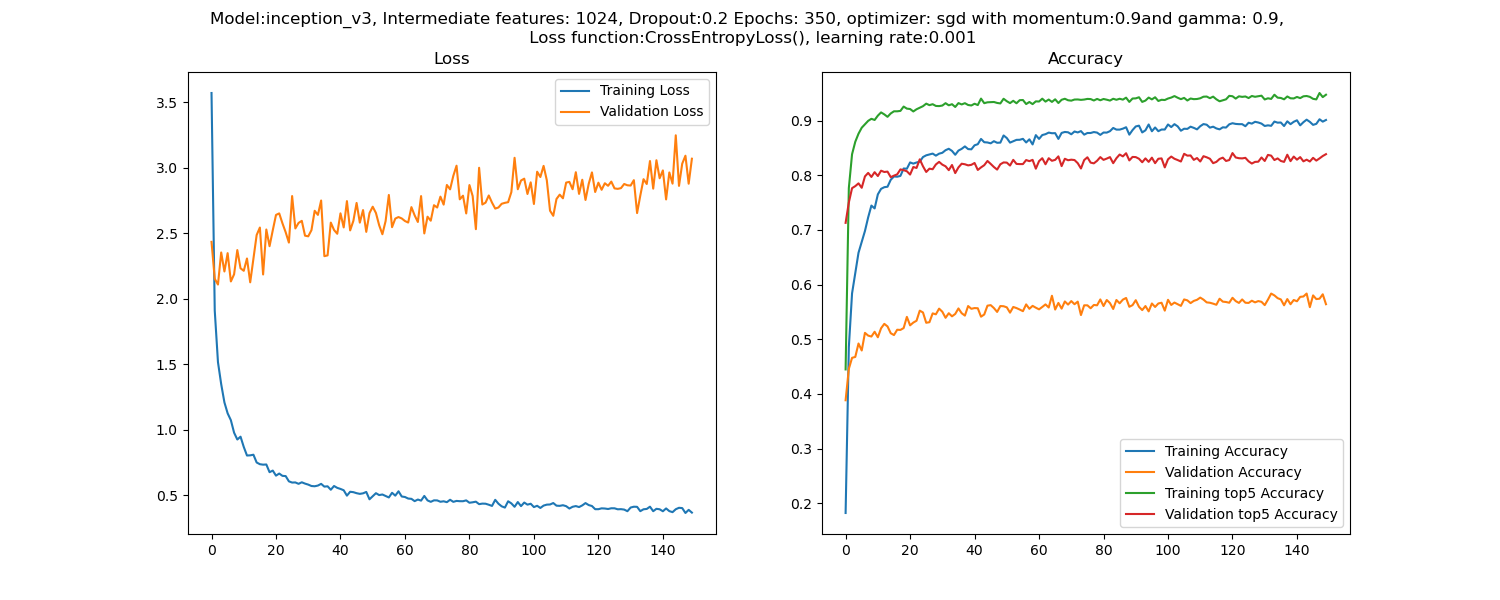 Model:inception_v3, Intermediate features: 1024, Dropout:0.2 Epochs: 350, optimizer: sgd with momentum:0.9and gamma: 0.9,
Loss function:CrossEntropyLoss(), learning rate:0.001
Loss
3.5
3.0
2.5
2.0
1.5
1.0
0.5
0 20 40 60 80 100 120 140
Training Loss
Validation Loss
Accuracy
0.9
0.8
0.7
0.6
0.5
0.4
0.3
0.2
0 20 40 60 80 100 120 140
Training Accuracy
Validation Accuracy
Training top5 Accuracy
Validation top5 Accuracy